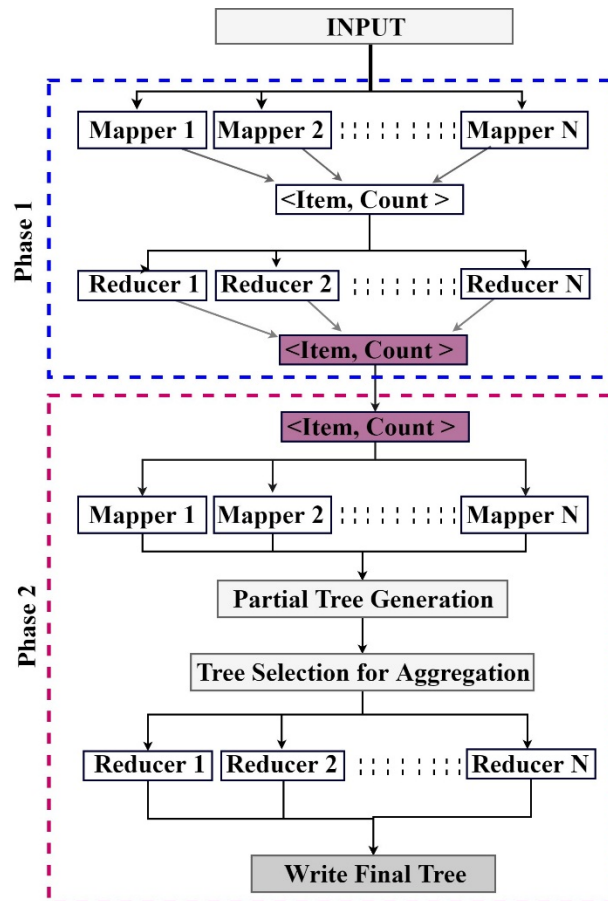 INPUT
Phase 1
Mapper 1
Mapper 2
Mapper N
<Item, Count >
Reducer 1
Reducer 2
Reducer N
<Item, Count >
Phase 2
<Item, Count >
Mapper 1
Mapper 2
Mapper N
Partial Tree Generation
Tree Selection for Aggregation
Reducer 1
Reducer 2
Reducer N
Write Final Tree